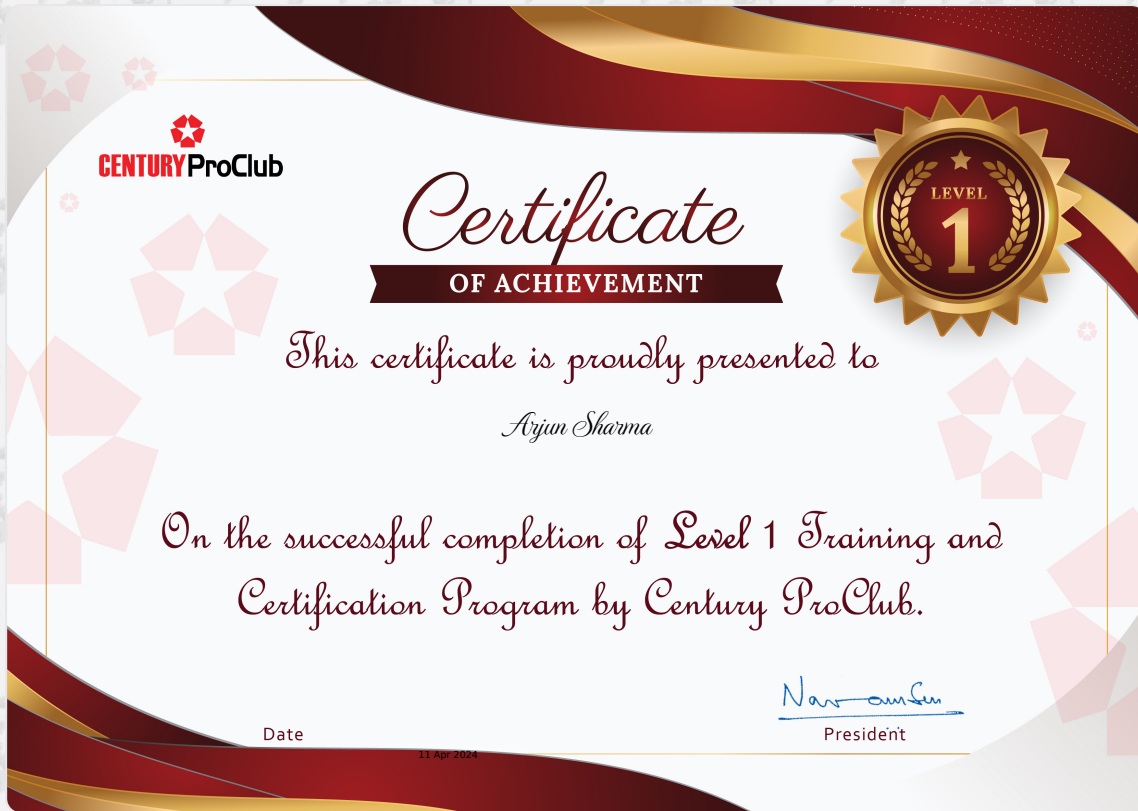 CENTURY ProClub
LEVEL
1
Certificate
OF ACHIEVEMENT
This certificate is proudly presented to
Arjun Sharma
On the successful completion of Level 1 Training and
Certification Program by Century ProClub.
Date
President
11 Apr 2024